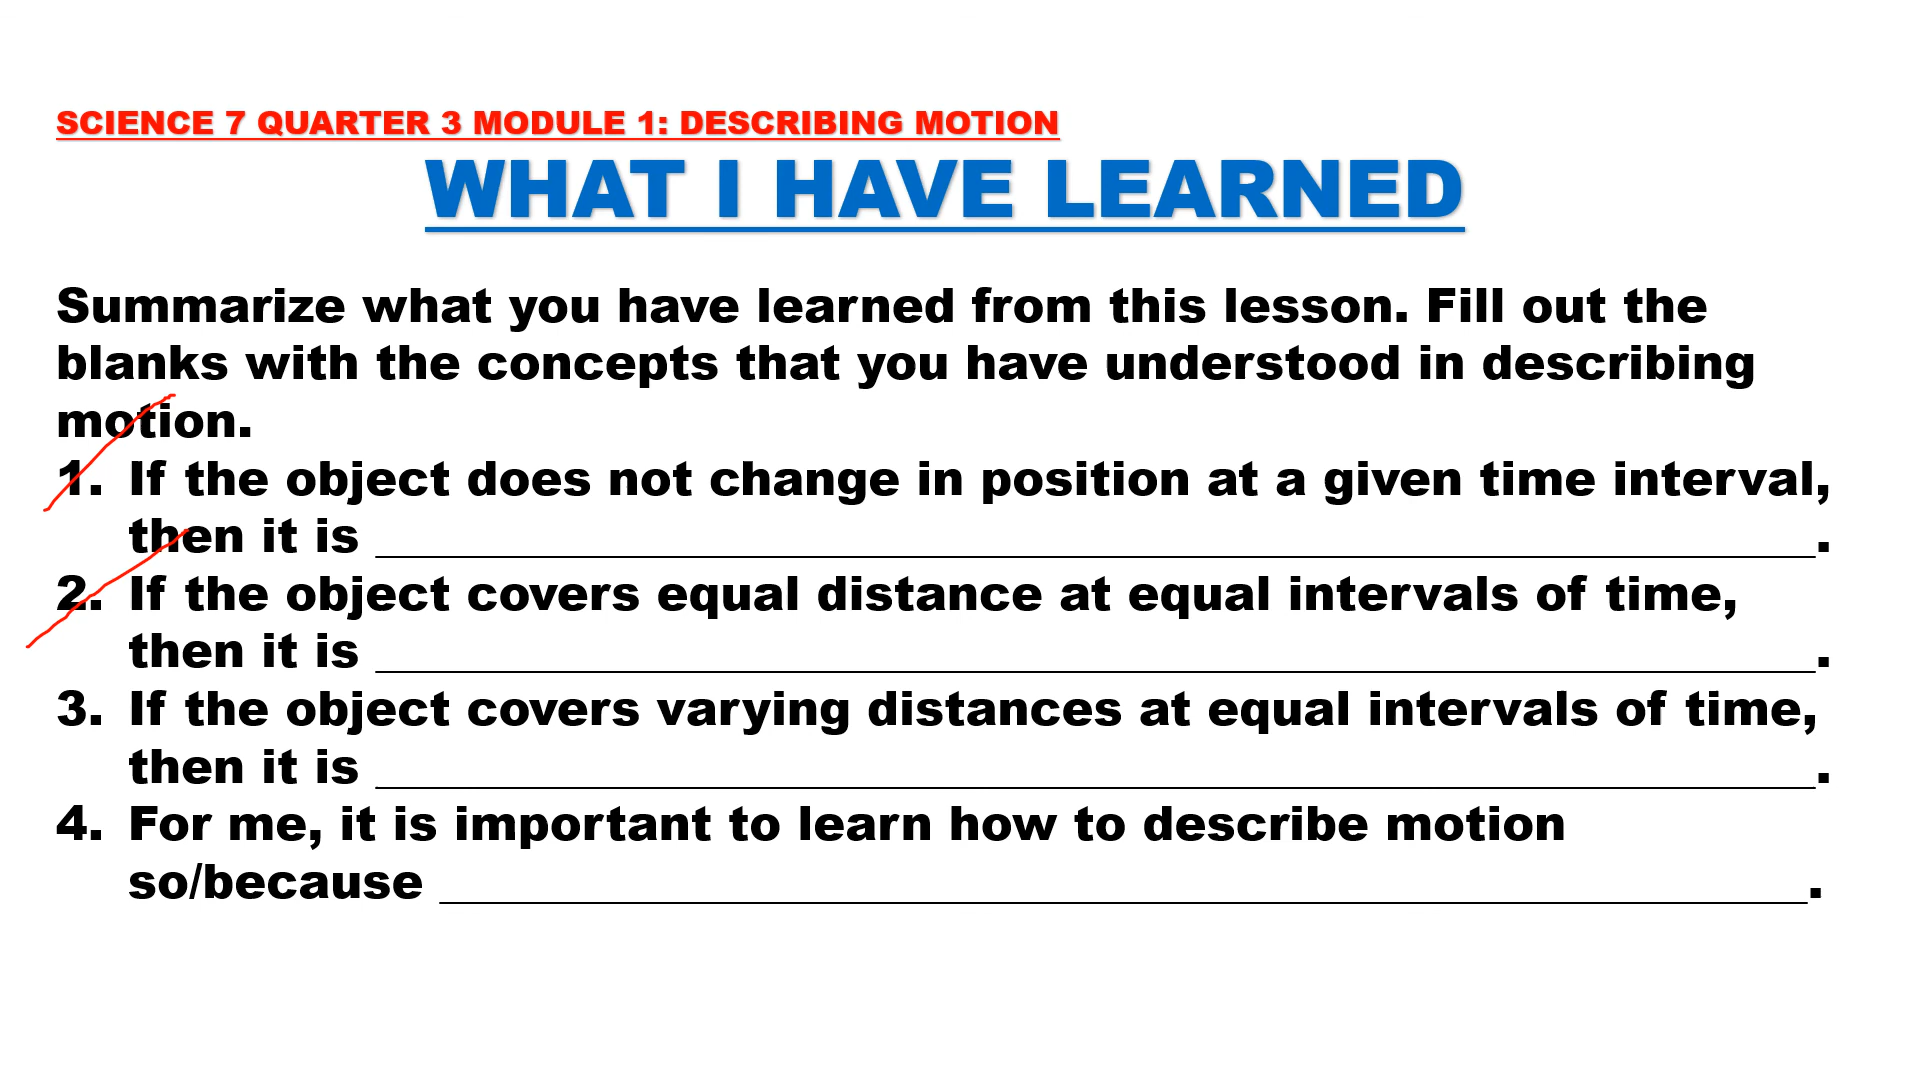 SCIENCE 7 QUARTER 3 MODULE 1: DESCRIBING MOTION
WHAT I HAVE LEARNED
Summarize what you have learned from this lesson. Fill out the
blanks with the concepts that you have understood in describing
motion.
1. If the object does not change in position at a given time interval,
then it is ____________________.
2. If the object covers equal distance at equal intervals of time,
then it is ____________________.
3. If the object covers varying distances at equal intervals of time,
then it is ____________________.
4. For me, it is important to learn how to describe motion
so/because ____________________.